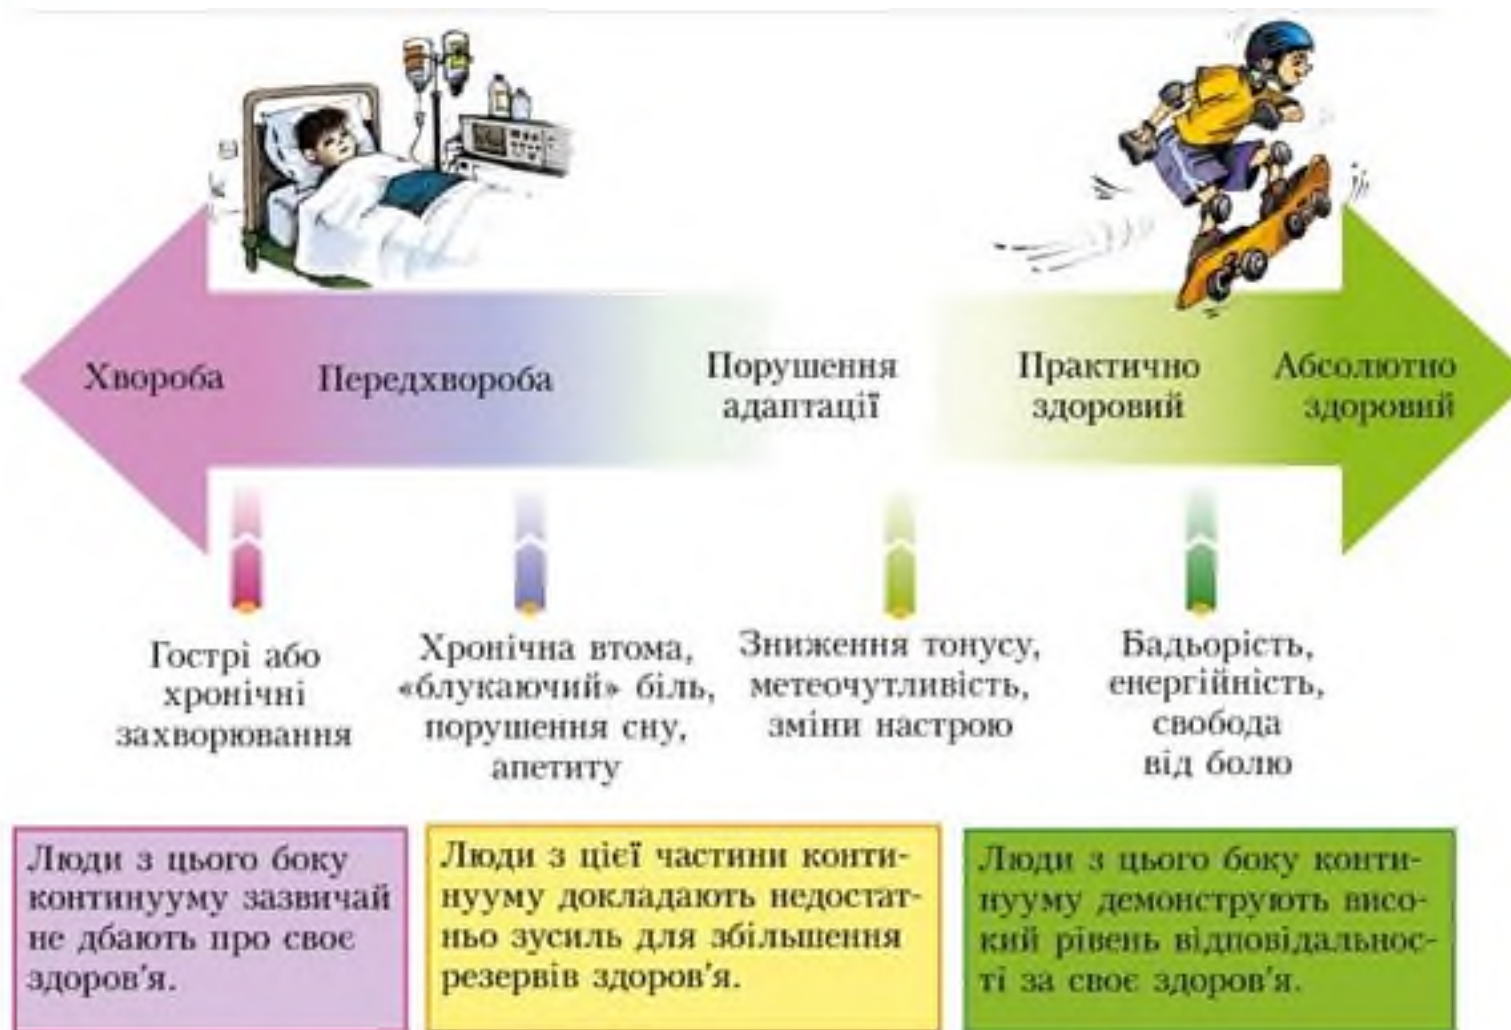 Хвороба
Передхвороба
Порушення
адаптації
Практично
здоровий
Абсолютно
здоровий
Гострі або
хронічні
захворювання
Хронічна втома,
«блукаючий» біль,
порушення сну,
апетиту
Зниження тонусу,
метеочутливість,
зміни настрою
Бадьорість,
енергійність,
свобода
від болю
Люди з цього боку
континууму зазвичай
не дбають про своє
здоров'я.
Люди з цієї частини конти-
нууму докладають недостат-
ньо зусиль для збільшення
резервів здоров'я.
Люди з цього боку конти-
нууму демонструють висо-
кий рівень відповідальнос-
ті за своє здоров'я.